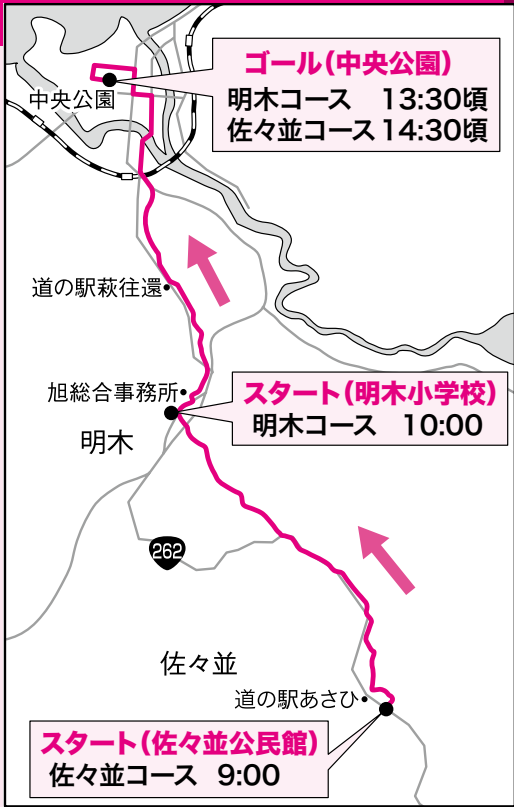 ゴール(中央公園)
明木コース 13:30頃
佐々並コース14:30頃
中央公園
道の駅萩往還
旭総合事務所
スタート(明木小学校)
明木コース 10:00
明木
262
佐々並
道の駅あさひ
スタート(佐々並公民館)
佐々並コース 9:00